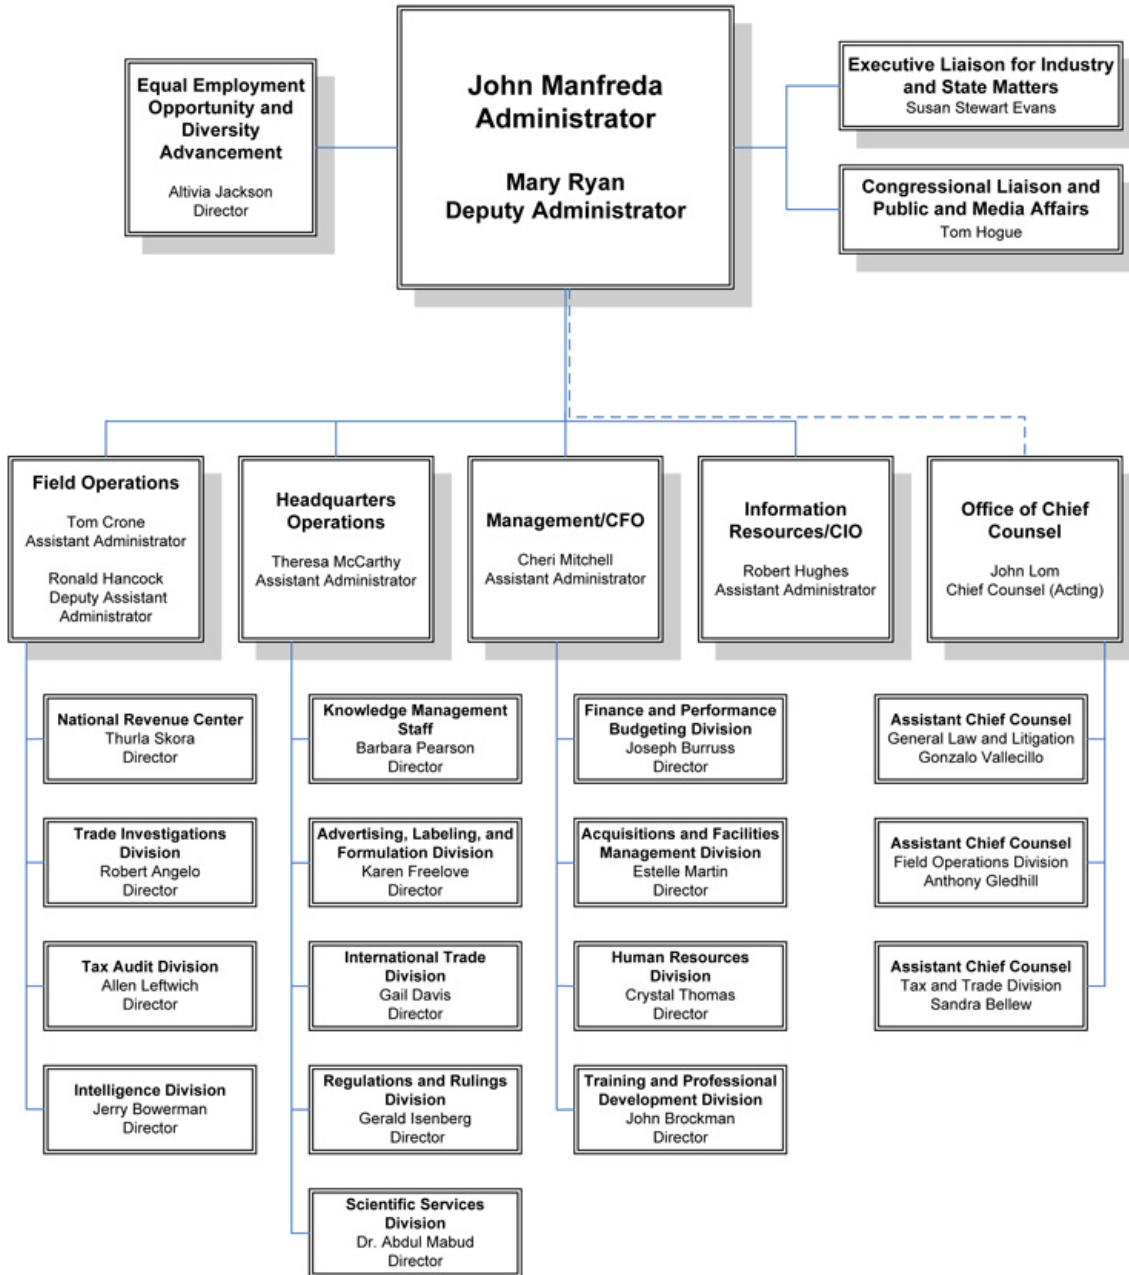 Equal Employment
Opportunity and
Diversity
Advancement
Altivia Jackson
Director
John Manfreda
Administrator
Mary Ryan
Deputy Administrator
Executive Liaison for Industry
and State Matters
Susan Stewart Evans
Congressional Liaison and
Public and Media Affairs
Tom Hogue
Field Operations
Tom Crone
Assistant Administrator
Ronald Hancock
Deputy Assistant
Administrator
Headquarters
Operations
Theresa McCarthy
Assistant Administrator
Management/CFO
Cheri Mitchell
Assistant Administrator
Information
Resources/CIO
Robert Hughes
Assistant Administrator
Office of Chief
Counsel
John Lom
Chief Counsel (Acting)
National Revenue Center
Thurla Skora
Director
Trade Investigations
Division
Robert Angelo
Director
Tax Audit Division
Allen Leftwich
Director
Intelligence Division
Jerry Bowerman
Director
Knowledge Management
Staff
Barbara Pearson
Director
Advertising, Labeling, and
Formulation Division
Karen Freelove
Director
International Trade
Division
Gail Davis
Director
Regulations and Rulings
Division
Gerald Isenberg
Director
Scientific Services
Division
Dr. Abdul Mabud
Director
Finance and Performance
Budgeting Division
Joseph Burruss
Director
Acquisitions and Facilities
Management Division
Estelle Martin
Director
Human Resources
Division
Crystal Thomas
Director
Training and Professional
Development Division
John Brockman
Director
Assistant Chief Counsel
General Law and Litigation
Gonzalo Vallecillo
Assistant Chief Counsel
Field Operations Division
Anthony Gledhill
Assistant Chief Counsel
Tax and Trade Division
Sandra Bellew